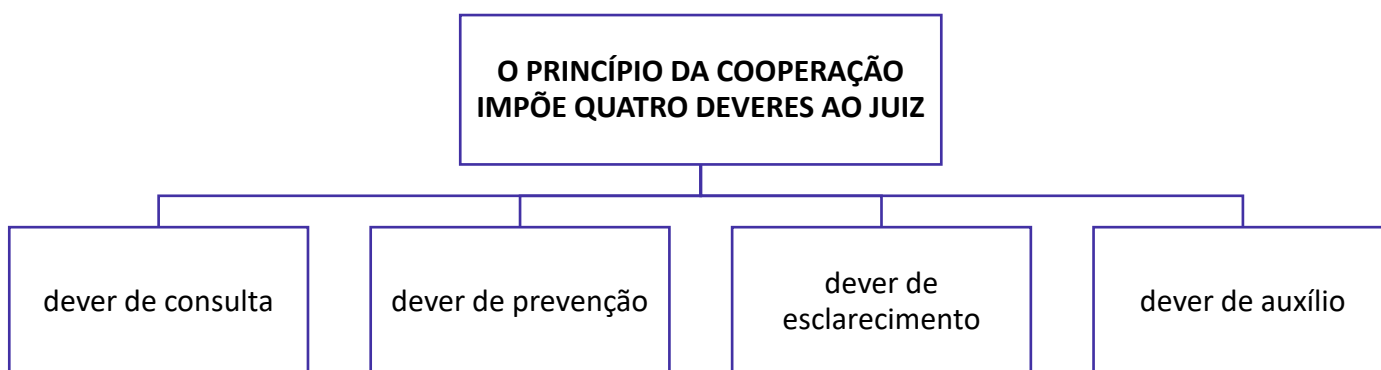 O PRINCÍPIO DA COOPERAÇÃO
IMPÕE QUATRO DEVERES AO JUIZ
dever de consulta
dever de prevenção
dever de
esclarecimento
dever de auxílio